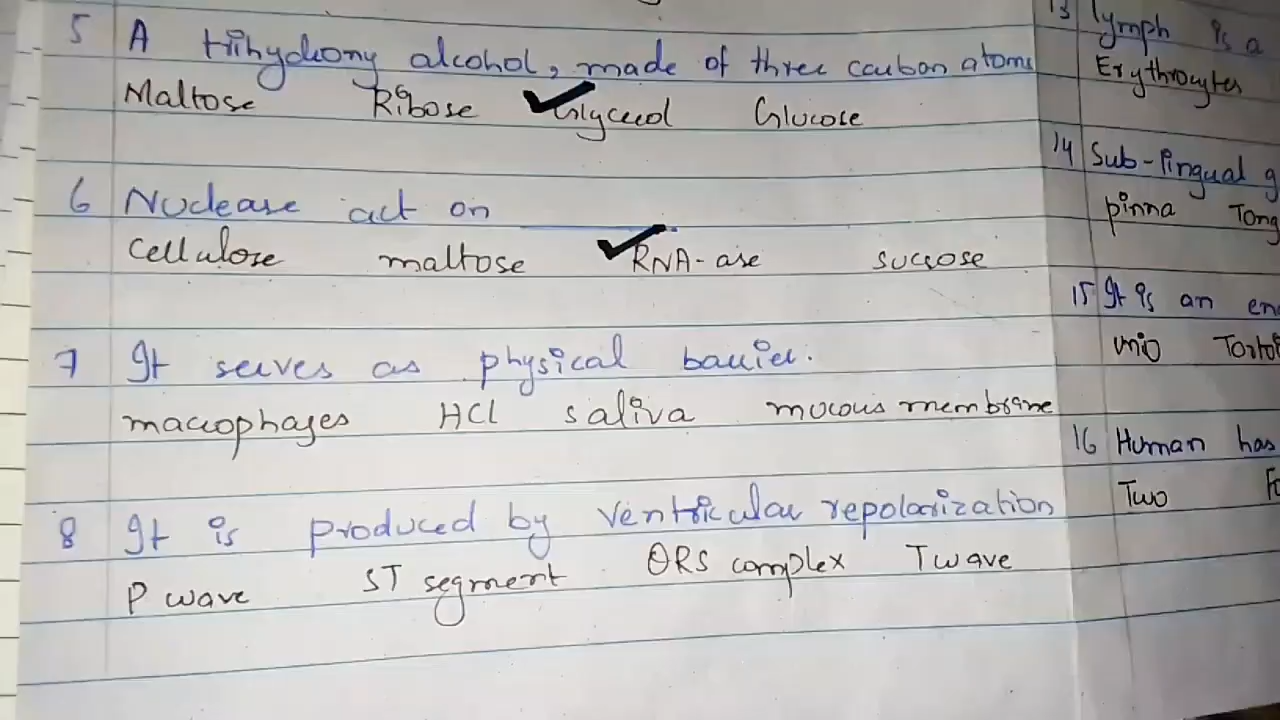 5 A trihydroxy alcohol, made of three carbon atoms
Maltose Ribose Glycerol Glucose
6 Nuclease act on
Cellulose maltose RNA-ase sucrose
7 It serves as physical barrier.
macrophages HCl saliva mucous membrane
8 It is produced by ventricular repolarization
P wave ST segment QRS complex T wave
13 lymph is a
Erythrocytes
14 Sub-lingual g
pinna Tong
15 It is an en
16 Human has
Two Fo